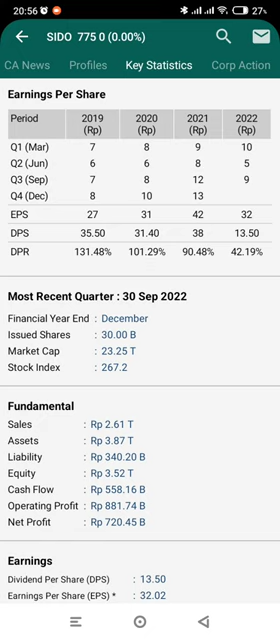 20:56 27%
SIDO 775 0 (0.00%)
CA News Profiles Key Statistics Corp Action
Earnings Per Share
Period 2019 (Rp) 2020 (Rp) 2021 (Rp) 2022 (Rp)
Q1 (Mar) 7 8 9 10
Q2 (Jun) 6 6 8 5
Q3 (Sep) 7 8 12 9
Q4 (Dec) 8 10 13
EPS 27 31 42 32
DPS 35.50 31.40 38 13.50
DPR 131.48% 101.29% 90.48% 42.19%
Most Recent Quarter : 30 Sep 2022
Financial Year End : December
Issued Shares : 30.00 B
Market Cap : 23.25 T
Stock Index : 267.2
Fundamental
Sales : Rp 2.61 T
Assets : Rp 3.87 T
Liability : Rp 340.20 B
Equity : Rp 3.52 T
Cash Flow : Rp 558.16 B
Operating Profit : Rp 881.74 B
Net Profit : Rp 720.45 B
Earnings
Dividend Per Share (DPS) : 13.50
Earnings Per Share (EPS) * : 32.02